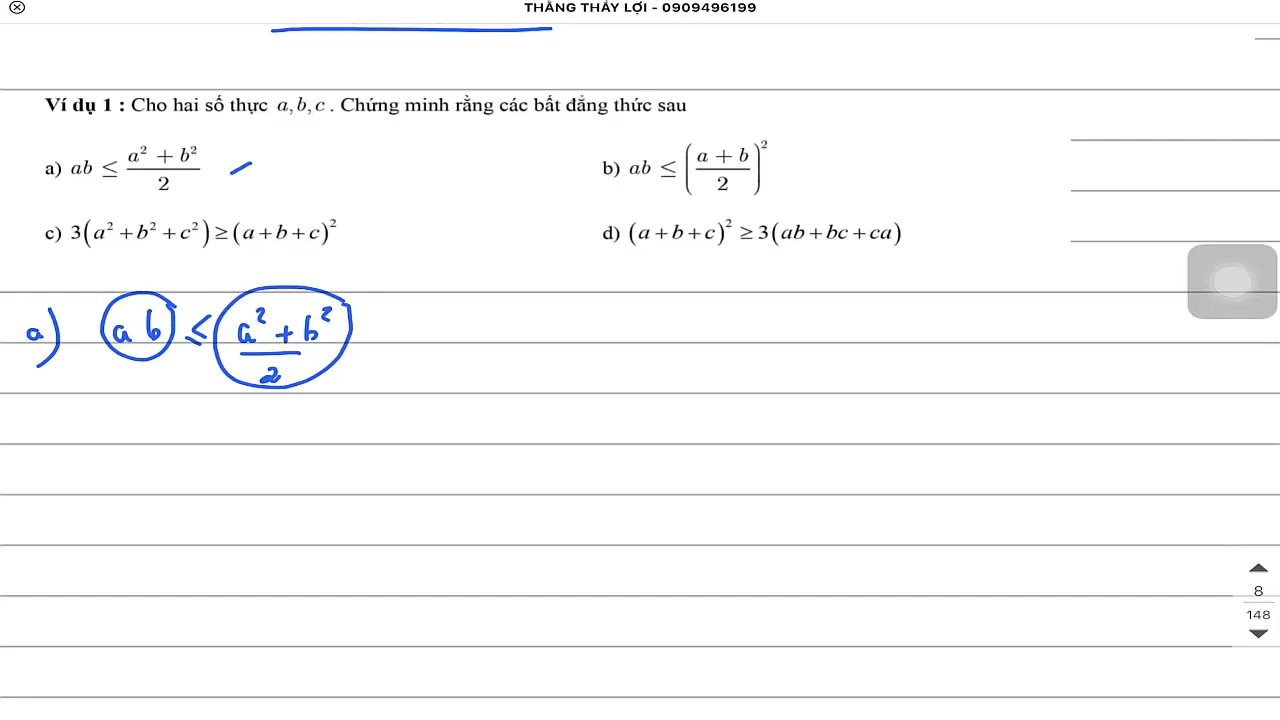 THẰNG THẦY LỢI - 0909496199
Ví dụ 1 : Cho hai số thực a, b, c . Chứng minh rằng các bất đẳng thức sau
a) ab ≤ (a² + b²)/2
b) ab ≤ ((a + b)/2)²
c) 3(a² + b² + c²) ≥ (a + b + c)²
d) (a + b + c)² ≥ 3(ab + bc + ca)
a) ab ≤ (a² + b²)/2
8
148